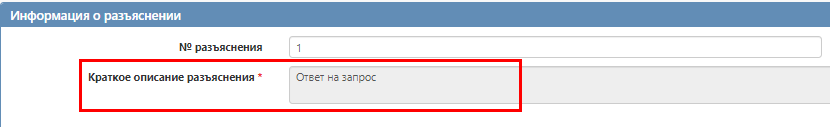 Информация о разъяснении
№ разъяснения 1
Краткое описание разъяснения * Ответ на запрос